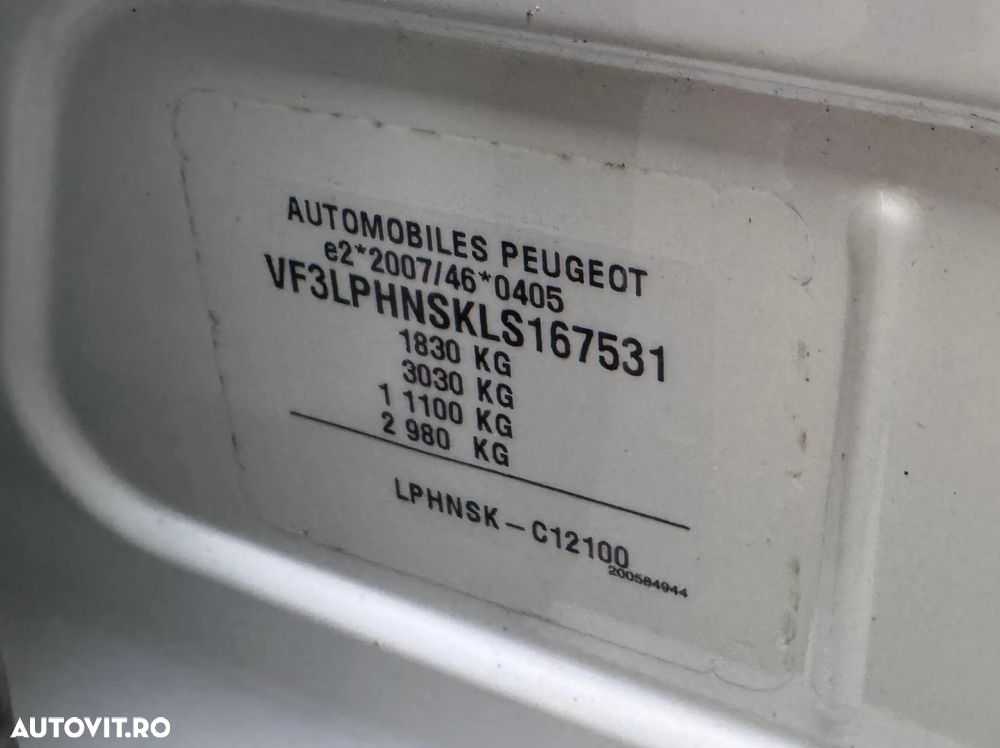 AUTOMOBILES PEUGEOT
e2*2007/46*0405
VF3LPHNSKLS167531
1830 KG
3030 KG
1 1100 KG
2 980 KG
LPHNSK – C12100
200584944
AUTOVIT.RO